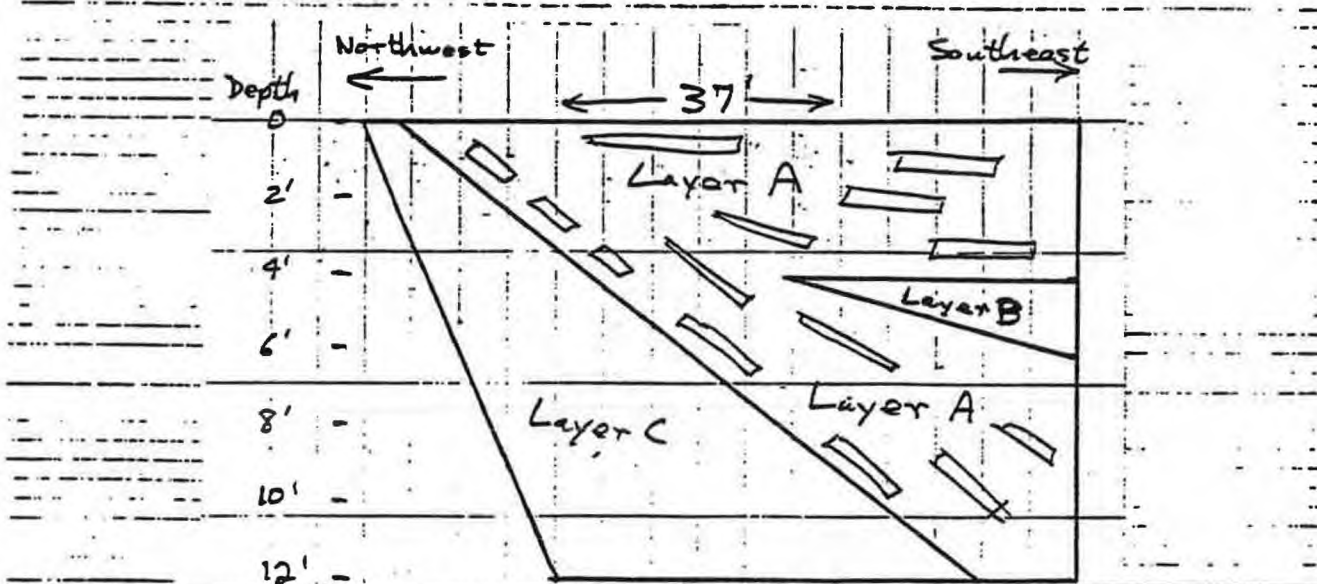 Northwest
Southeast
Depth
37'
0
Layer A
2'
4'
Layer B
6'
Layer A
8'
Layer C
10'
12'